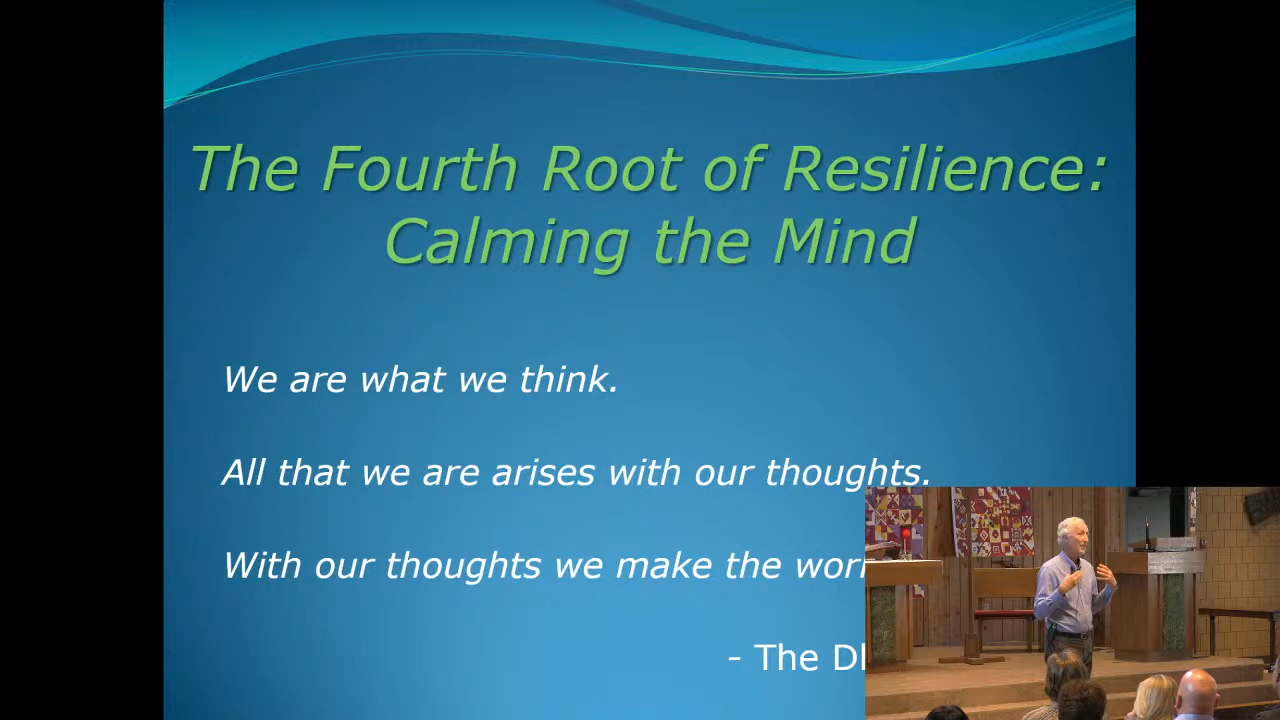 The Fourth Root of Resilience:
Calming the Mind
We are what we think.
All that we are arises with our thoughts.
With our thoughts we make the
- The